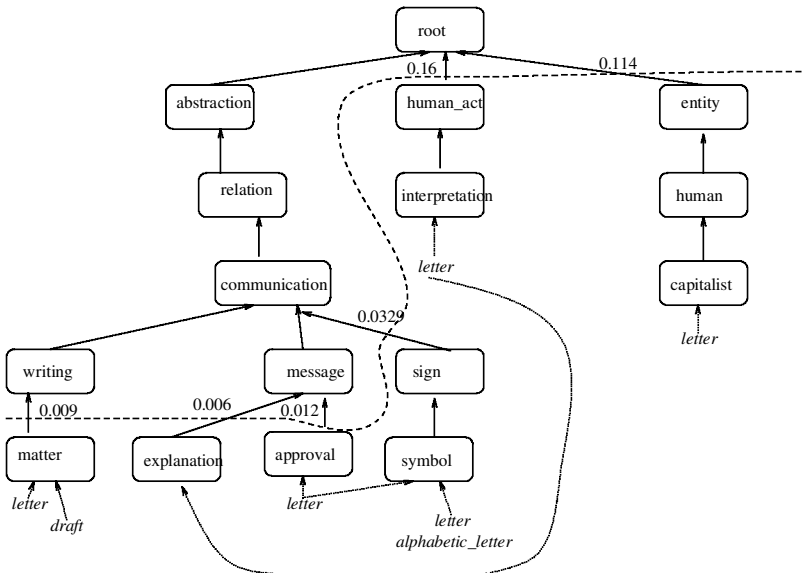 root
0.16
0.114
abstraction
human_act
entity
relation
interpretation
human
letter
communication
capitalist
0.0329
letter
writing
message
sign
0.009
0.006
0.012
matter
explanation
approval
symbol
letter
draft
letter
letter
alphabetic_letter